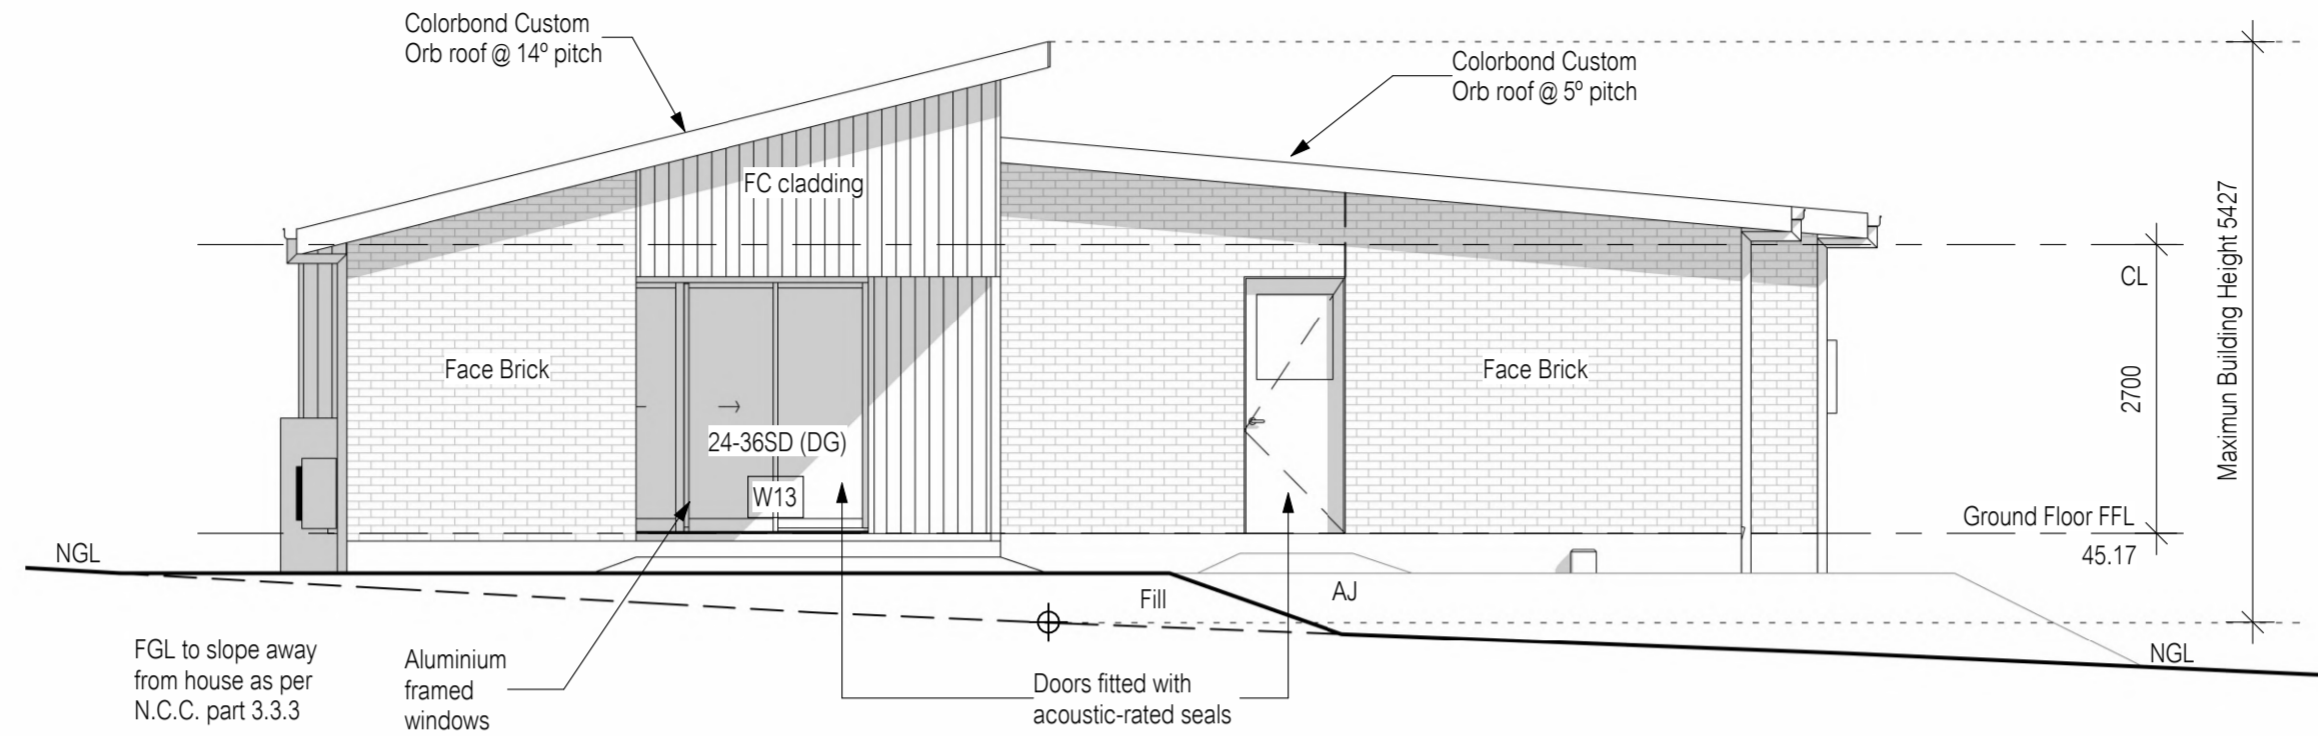 Colorbond Custom
Orb roof @ 14º pitch
Colorbond Custom
Orb roof @ 5º pitch
FC cladding
Face Brick
Face Brick
24-36SD (DG)
W13
CL
2700
Maximun Building Height 5427
Ground Floor FFL
45.17
NGL
Fill
AJ
NGL
FGL to slope away
from house as per
N.C.C. part 3.3.3
Aluminium
framed
windows
Doors fitted with
acoustic-rated seals